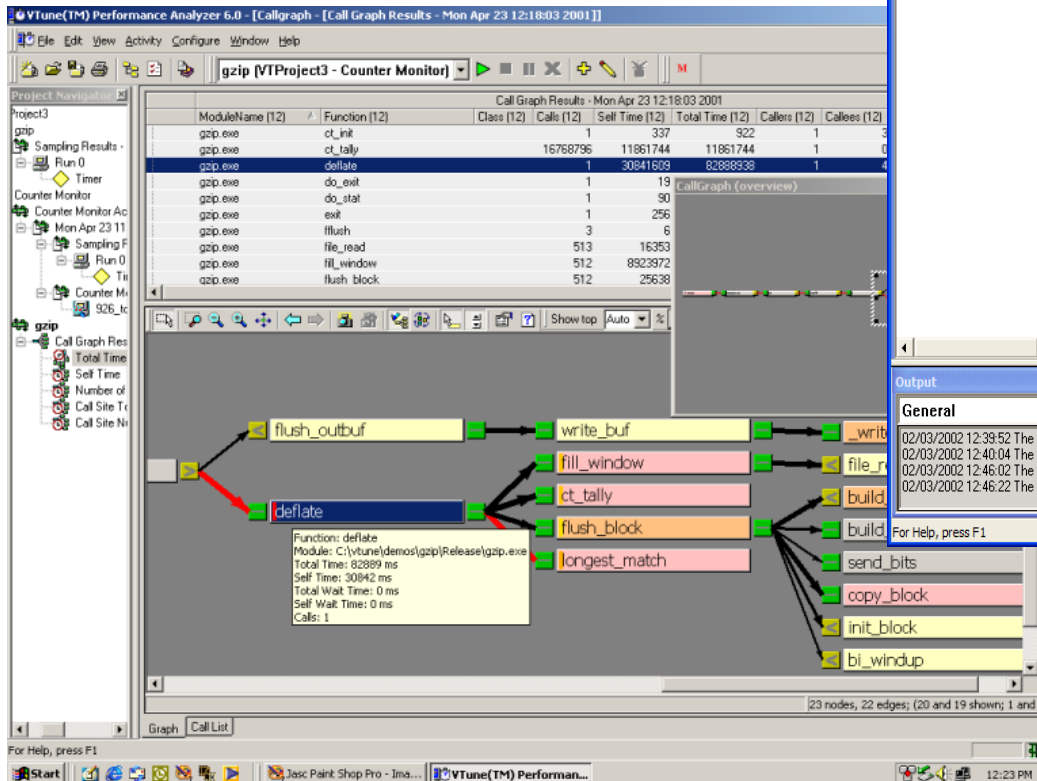 VTune(TM) Performance Analyzer 6.0 - [Callgraph - [Call Graph Results - Mon Apr 23 12:18:03 2001]]
File Edit View Activity Configure Window Help
gzip (VTProject3 - Counter Monitor)
M
Project Navigator
Project3
gzip
Sampling Results -
Run 0
Timer
Counter Monitor
Counter Monitor Ac
Mon Apr 23 11
Sampling F
Run 0
Ti
Counter M
926_to
gzip
Call Graph Res
Total Time
Self Time
Number of
Call Site T
Call Site N
Call Graph Results - Mon Apr 23 12:18:03 2001
ModuleName (12) Function (12) Class (12) Calls (12) Self Time (12) Total Time (12) Callers (12) Callees (12)
gzip.exe ct_init 1 337 922 1 3
gzip.exe ct_tally 16768796 11861744 11861744 1 0
gzip.exe deflate 1 30841609 82888938 1 4
gzip.exe do_exit 1 19
gzip.exe do_stat 1 90
gzip.exe exit 1 256
gzip.exe fflush 3 6
gzip.exe file_read 513 16353
gzip.exe fill_window 512 8923972
gzip.exe flush_block 512 25638
CallGraph (overview)
Show top Auto %
flush_outbuf
write_buf
_writ
fill_window
file_r
deflate
ct_tally
build_
flush_block
build_
longest_match
send_bits
copy_block
init_block
bi_windup
Function: deflate
Module: C:\vtune\demos\gzip\Release\gzip.exe
Total Time: 82889 ms
Self Time: 30842 ms
Total Wait Time: 0 ms
Self Wait Time: 0 ms
Calls: 1
23 nodes, 22 edges; (20 and 19 shown; 1 and
Graph Call List
For Help, press F1
Output
General
02/03/2002 12:39:52 The
02/03/2002 12:40:04 The
02/03/2002 12:46:02 The
02/03/2002 12:46:22 The
For Help, press F1
Start
Jasc Paint Shop Pro - Ima...
VTune(TM) Performan...
12:23 PM